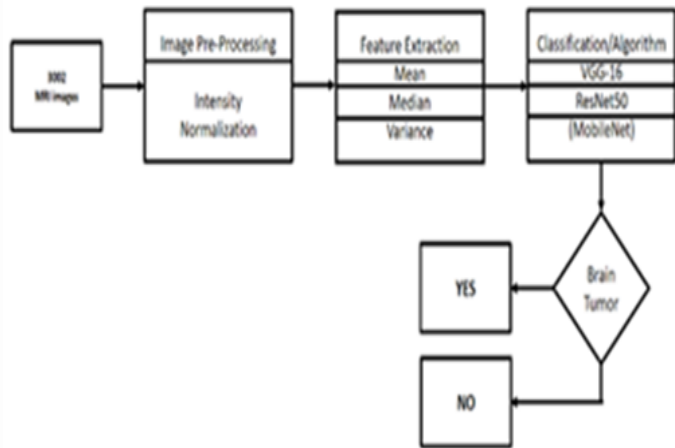 3002
MRI images
Image Pre-Processing
Intensity
Normalization
Feature Extraction
Mean
Median
Variance
Classification/Algorithm
VGG-16
ResNet50
(MobileNet)
Brain
Tumor
YES
NO